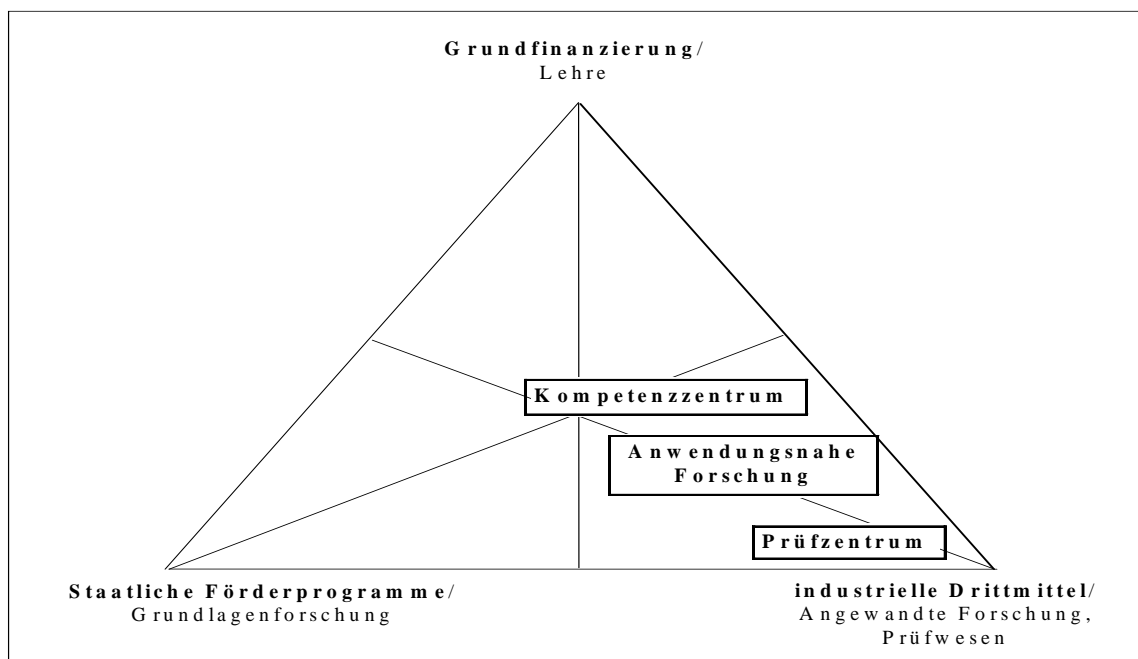 Grundfinanzierung/
Lehre
Kompetenzzentrum
Anwendungsnahe
Forschung
Prüfzentrum
Staatliche Förderprogramme/
Grundlagenforschung
industrielle Drittmittel/
Angewandte Forschung,
Prüfwesen